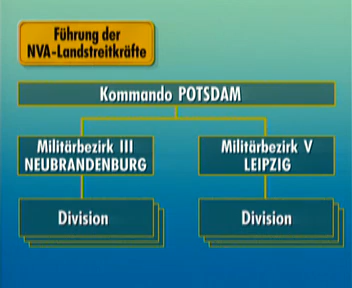 Führung der
NVA-Landstreitkräfte
Kommando POTSDAM
Militärbezirk III
NEUBRANDENBURG
Militärbezirk V
LEIPZIG
Division
Division